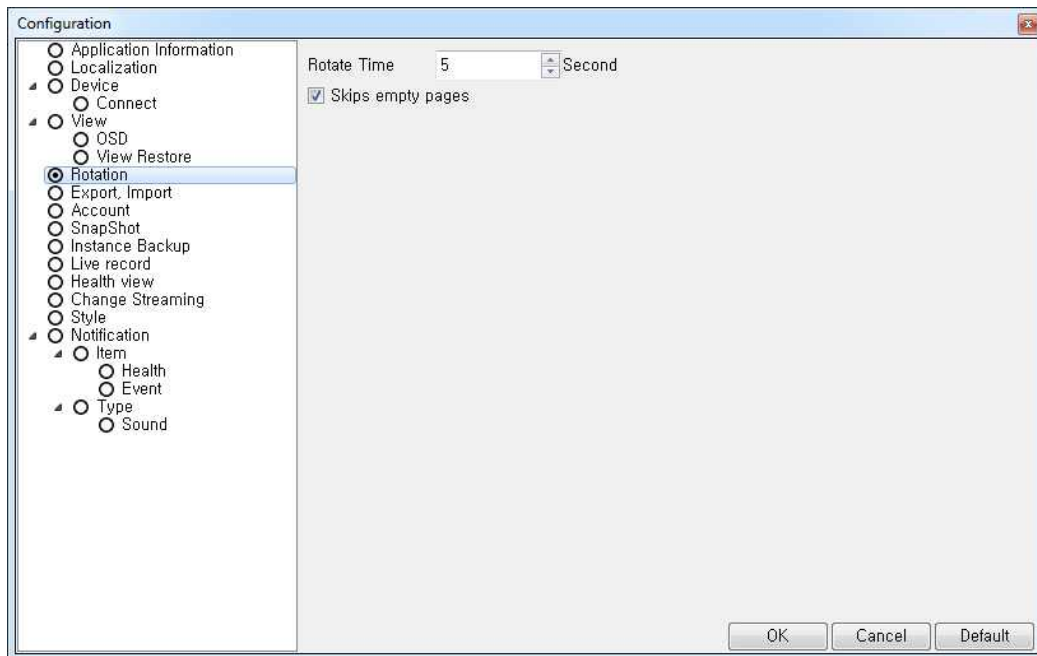 Configuration
Application Information
Localization
Device
Connect
View
OSD
View Restore
Rotation
Export, Import
Account
SnapShot
Instance Backup
Live record
Health view
Change Streaming
Style
Notification
Item
Health
Event
Type
Sound
Rotate Time 5 Second
Skips empty pages
OK Cancel Default